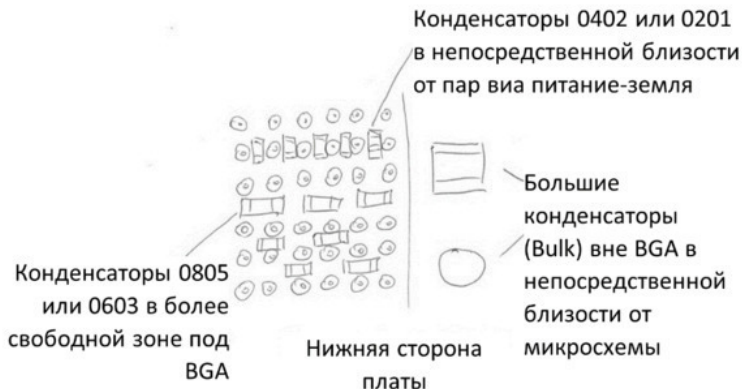 Конденсаторы 0402 или 0201
в непосредственной близости
от пар виа питание-земля
Большие
конденсаторы
(Bulk) вне BGA в
непосредственной
близости от
микросхемы
Конденсаторы 0805
или 0603 в более
свободной зоне под
BGA
Нижняя сторона
платы